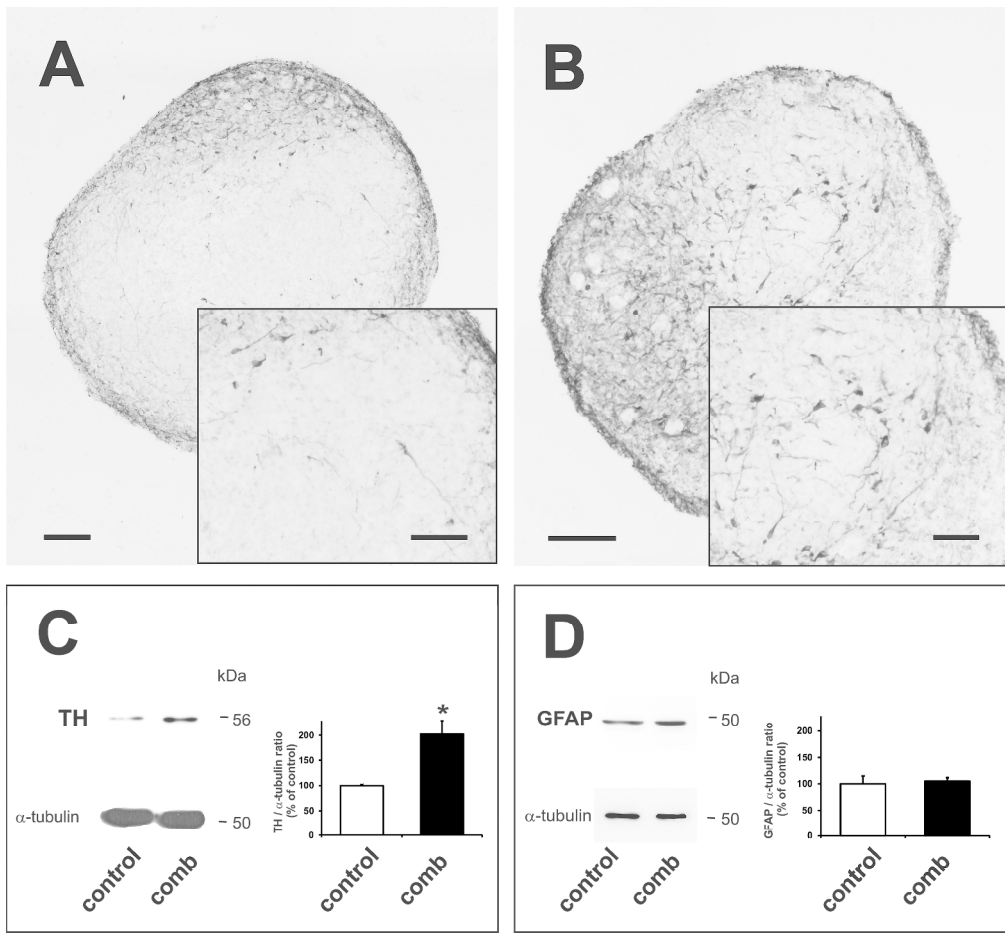 A
B
C
kDa
TH
– 56
α-tubulin
– 50
control
comb
TH / α-tubulin ratio
(% of control)
200
150
100
50
0
*
control
comb
D
kDa
GFAP
– 50
α-tubulin
– 50
control
comb
GFAP / α-tubulin ratio
(% of control)
200
150
100
50
0
control
comb